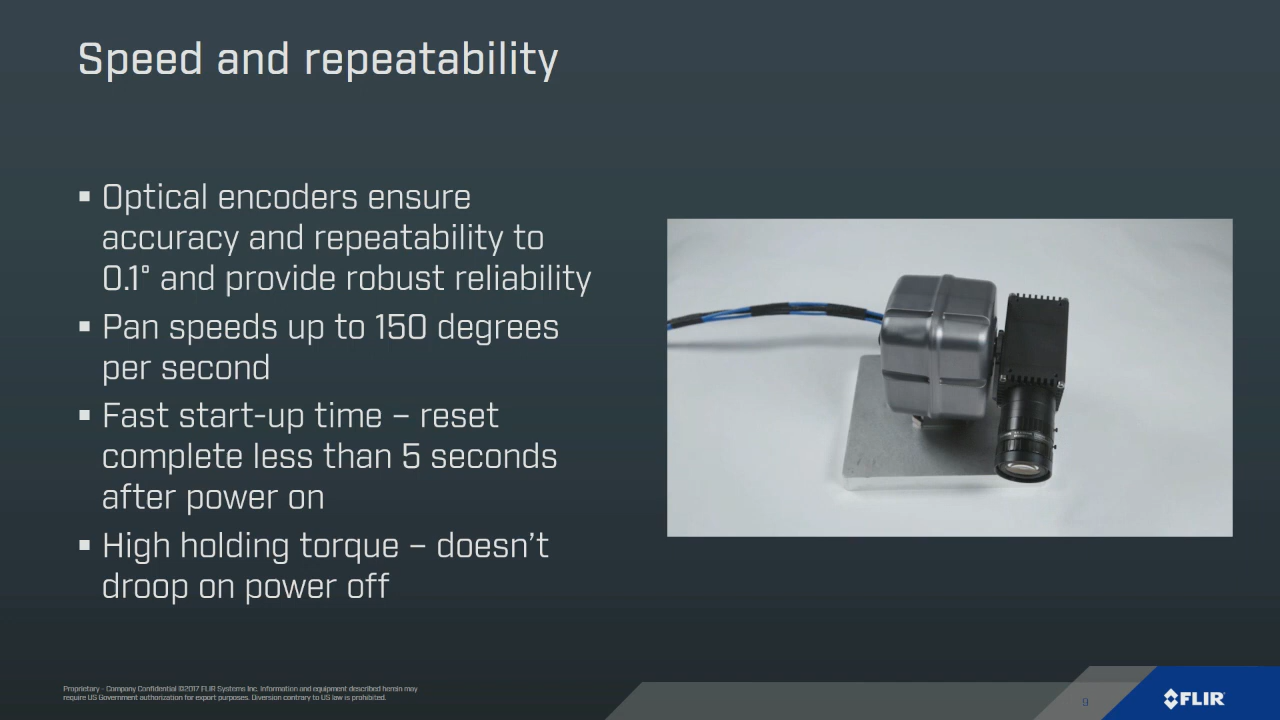 Speed and repeatability
▪ Optical encoders ensure
accuracy and repeatability to
0.1° and provide robust reliability
▪ Pan speeds up to 150 degrees
per second
▪ Fast start-up time – reset
complete less than 5 seconds
after power on
▪ High holding torque – doesn’t
droop on power off
Proprietary - Company Confidential ©2017 FLIR Systems Inc. Information and equipment described herein may
require US Government authorization for export purposes. Diversion contrary to US law is prohibited.
9
FLIR